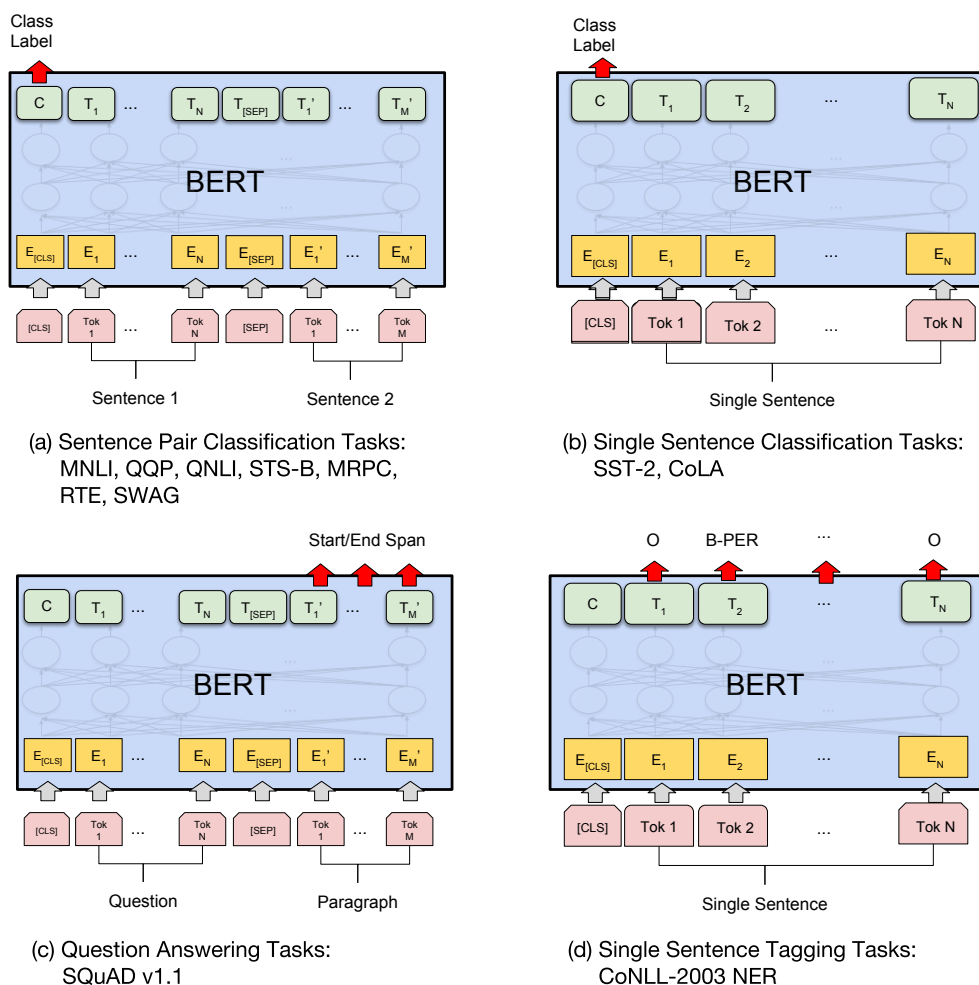 Class
Label
C T1 ... TN T[SEP] T1' ... TM'
...
BERT
...
E[CLS] E1 ... EN E[SEP] E1' ... EM'
[CLS] Tok 1 ... Tok N [SEP] Tok 1 ... Tok M
Sentence 1 Sentence 2
(a) Sentence Pair Classification Tasks:
MNLI, QQP, QNLI, STS-B, MRPC,
RTE, SWAG
Class
Label
C T1 T2 ... TN
...
BERT
...
E[CLS] E1 E2 ... EN
[CLS] Tok 1 Tok 2 ... Tok N
Single Sentence
(b) Single Sentence Classification Tasks:
SST-2, CoLA
Start/End Span
C T1 ... TN T[SEP] T1' ... TM'
...
BERT
...
E[CLS] E1 ... EN E[SEP] E1' ... EM'
[CLS] Tok 1 ... Tok N [SEP] Tok 1 ... Tok M
Question Paragraph
(c) Question Answering Tasks:
SQuAD v1.1
O B-PER ... O
C T1 T2 ... TN
...
BERT
...
E[CLS] E1 E2 ... EN
[CLS] Tok 1 Tok 2 ... Tok N
Single Sentence
(d) Single Sentence Tagging Tasks:
CoNLL-2003 NER